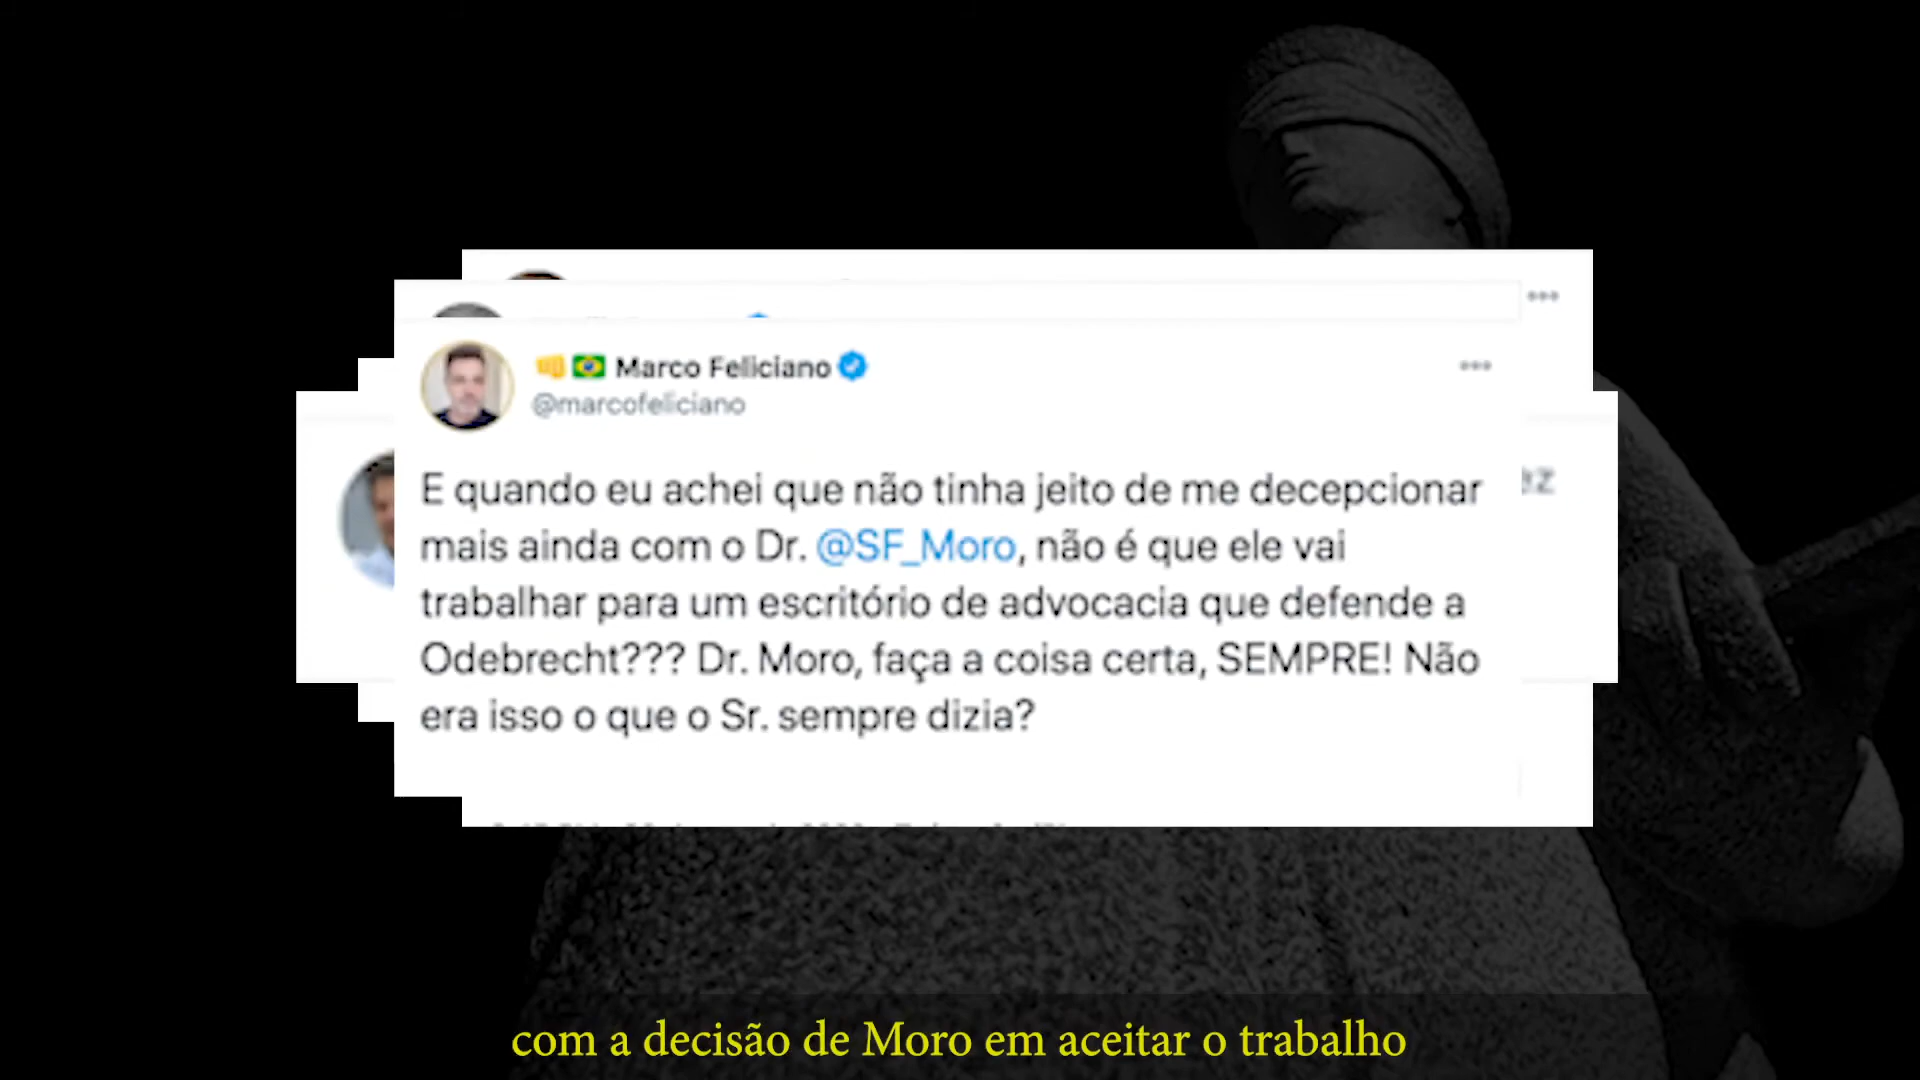 Marco Feliciano
@marcofeliciano
E quando eu achei que não tinha jeito de me decepcionar
mais ainda com o Dr. @SF_Moro, não é que ele vai
trabalhar para um escritório de advocacia que defende a
Odebrecht??? Dr. Moro, faça a coisa certa, SEMPRE! Não
era isso o que o Sr. sempre dizia?
com a decisão de Moro em aceitar o trabalho